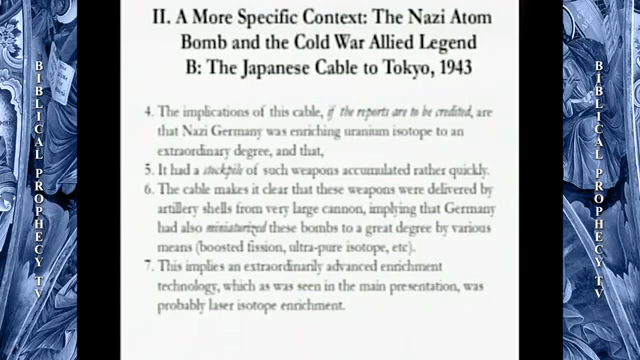 II. A More Specific Context: The Nazi Atom
Bomb and the Cold War Allied Legend
B: The Japanese Cable to Tokyo, 1943
4. The implications of this cable, if the reports are to be credited, are
that Nazi Germany was enriching uranium isotope to an
extraordinary degree, and that,
5. It had a stockpile of such weapons accumulated rather quickly.
6. The cable makes it clear that these weapons were delivered by
artillery shells from very large cannon, implying that Germany
had also miniaturized these bombs to a great degree by various
means (boosted fission, ultra-pure isotope, etc).
7. This implies an extraordinarily advanced enrichment
technology, which as was seen in the main presentation, was
probably laser isotope enrichment.
BIBLICAL PROPHECY TV
BIBLICAL PROPHECY TV